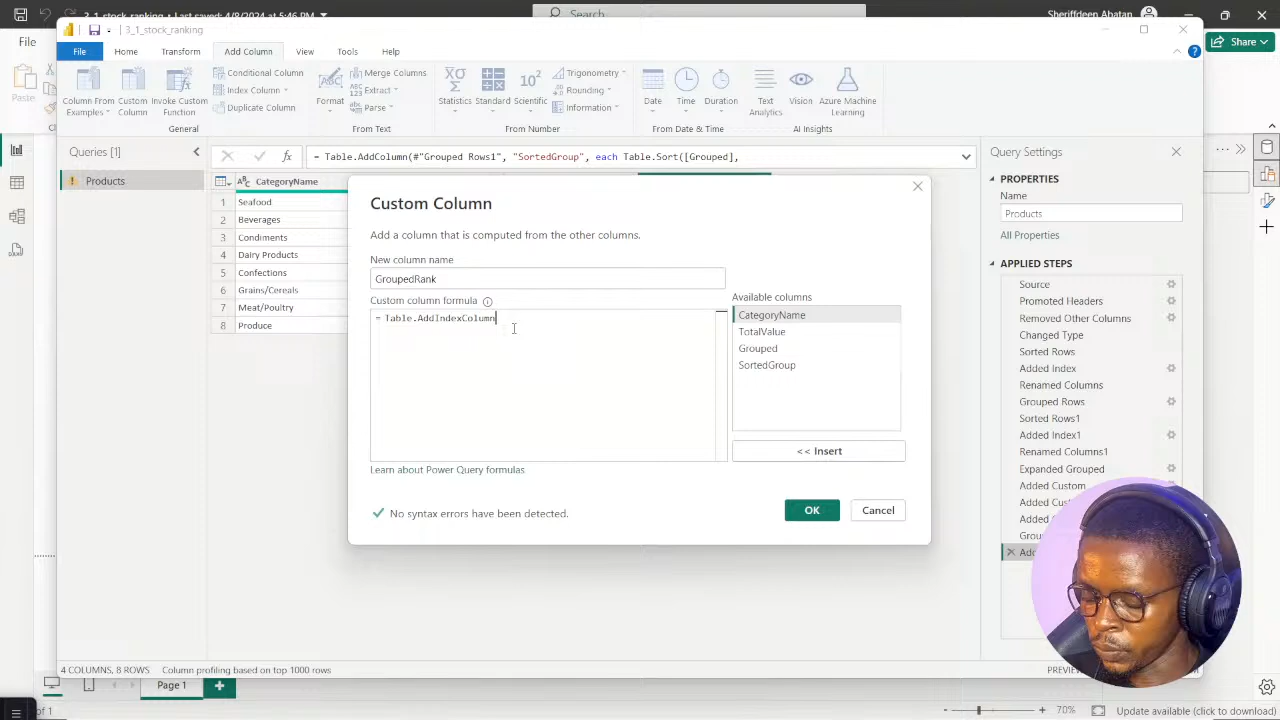 3_1_stock_ranking
Last saved: 4/8/2024 at 5:46 PM
Search
Sheriffdeen Abatan
File
Share
3_1_stock_ranking
File
Home
Transform
Add Column
View
Tools
Help
Paste
Column From
Examples
Custom
Column
Invoke Custom
Function
Conditional Column
Index Column
Duplicate Column
General
Format
Merge Columns
Extract
Parse
From Text
Statistics
Standard
Scientific
Trigonometry
Rounding
Information
From Number
Date
Time
Duration
From Date & Time
Text
Analytics
Vision
Azure Machine
Learning
AI Insights
Queries [1]
= Table.AddColumn(#"Grouped Rows1", "SortedGroup", each Table.Sort([Grouped],
Products
CategoryName
1 Seafood
2 Beverages
3 Condiments
4 Dairy Products
5 Confections
6 Grains/Cereals
7 Meat/Poultry
8 Produce
Custom Column
Add a column that is computed from the other columns.
New column name
GroupedRank
Custom column formula
= Table.AddIndexColumn
Available columns
CategoryName
TotalValue
Grouped
SortedGroup
<< Insert
Learn about Power Query formulas.
No syntax errors have been detected.
OK
Cancel
Query Settings
PROPERTIES
Name
Products
All Properties
APPLIED STEPS
Source
Promoted Headers
Removed Other Columns
Changed Type
Sorted Rows
Added Index
Renamed Columns
Grouped Rows
Sorted Rows1
Added Index1
Renamed Columns1
Expanded Grouped
Added Custom
4 COLUMNS, 8 ROWS
Column profiling based on top 1000 rows
Page 1
of 1
70%
Update available (click to download)